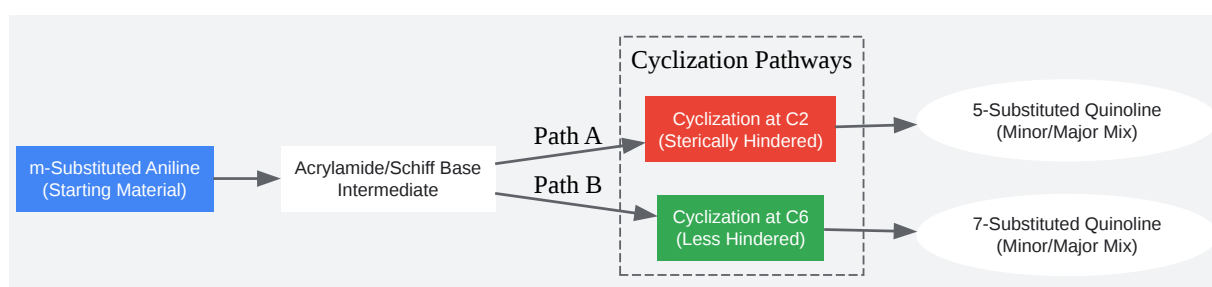 m-Substituted Aniline
(Starting Material)
Acrylamide/Schiff Base
Intermediate
Path A
Path B
Cyclization Pathways
Cyclization at C2
(Sterically Hindered)
Cyclization at C6
(Less Hindered)
5-Substituted Quinoline
(Minor/Major Mix)
7-Substituted Quinoline
(Minor/Major Mix)